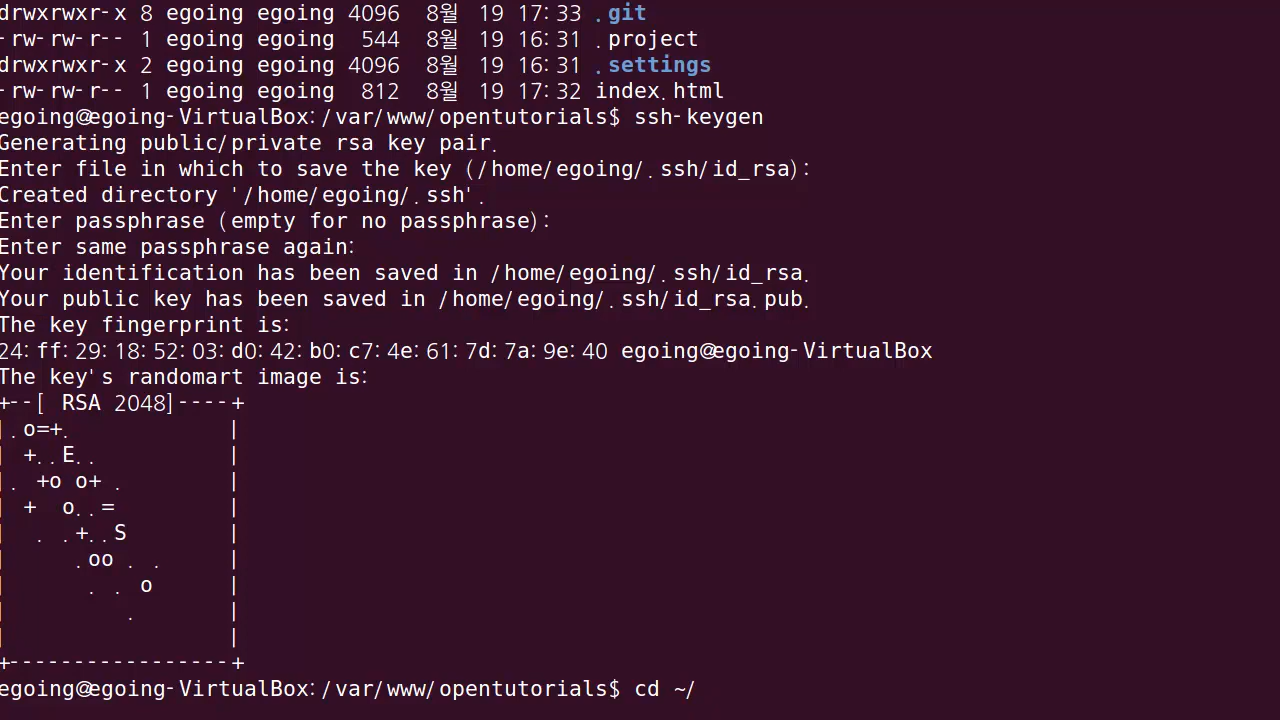 drwxrwxr-x 8 egoing egoing 4096  8월  19 17:33 .git
-rw-rw-r-- 1 egoing egoing  544  8월  19 16:31 .project
drwxrwxr-x 2 egoing egoing 4096  8월  19 16:31 .settings
-rw-rw-r-- 1 egoing egoing  812  8월  19 17:32 index.html
egoing@egoing-VirtualBox:/var/www/opentutorials$ ssh-keygen
Generating public/private rsa key pair.
Enter file in which to save the key (/home/egoing/.ssh/id_rsa):
Created directory '/home/egoing/.ssh'.
Enter passphrase (empty for no passphrase):
Enter same passphrase again:
Your identification has been saved in /home/egoing/.ssh/id_rsa.
Your public key has been saved in /home/egoing/.ssh/id_rsa.pub.
The key fingerprint is:
24:ff:29:18:52:03:d0:42:b0:c7:4e:61:7d:7a:9e:40 egoing@egoing-VirtualBox
The key's randomart image is:
+--[ RSA 2048]----+
|.o=+.            |
| +..E..          |
|. +o o+ .        |
| +  o..=         |
|  . .+..S        |
|     .oo . .     |
|      . . o      |
|         .       |
|                 |
+-----------------+
egoing@egoing-VirtualBox:/var/www/opentutorials$ cd ~/